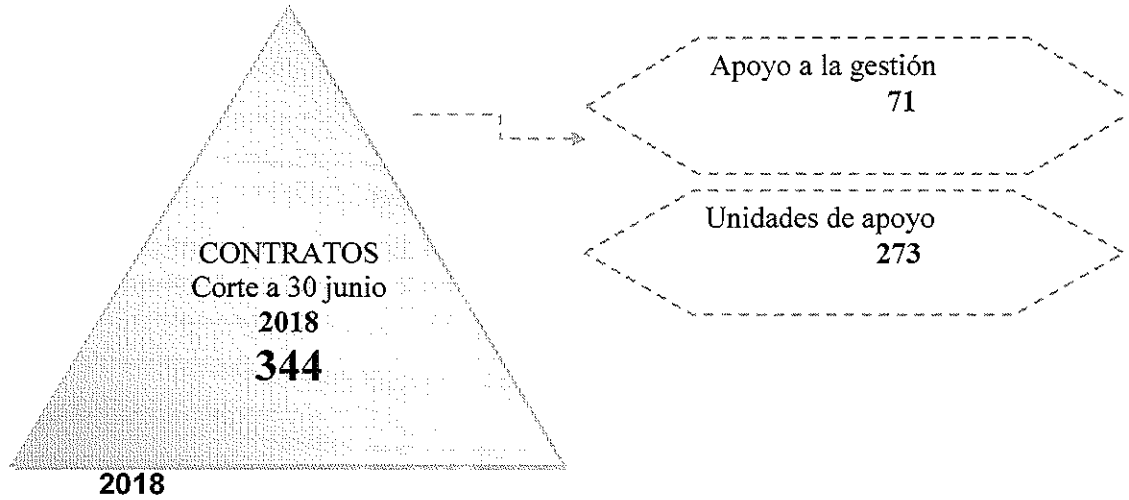 CONTRATOS
Corte a 30 junio
2018
344
2018
Apoyo a la gestión
71
Unidades de apoyo
273